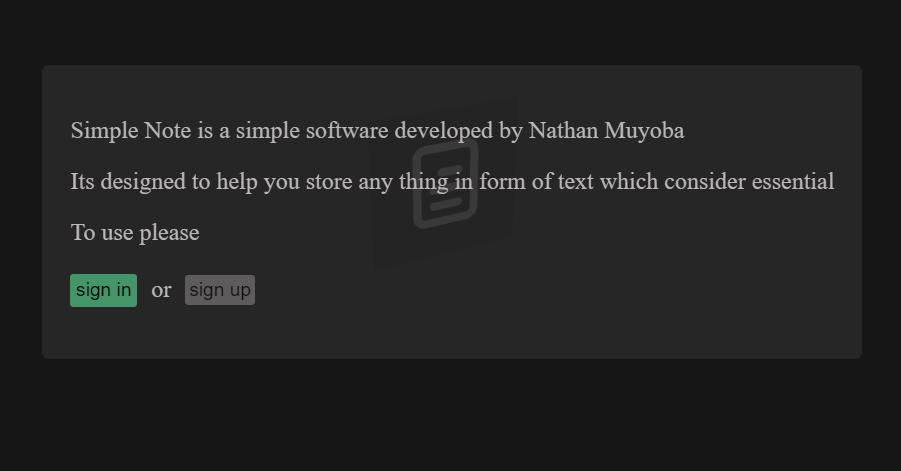 Simple Note is a simple software developed by Nathan Muyoba
Its designed to help you store any thing in form of text which consider essential
To use please
sign in or sign up